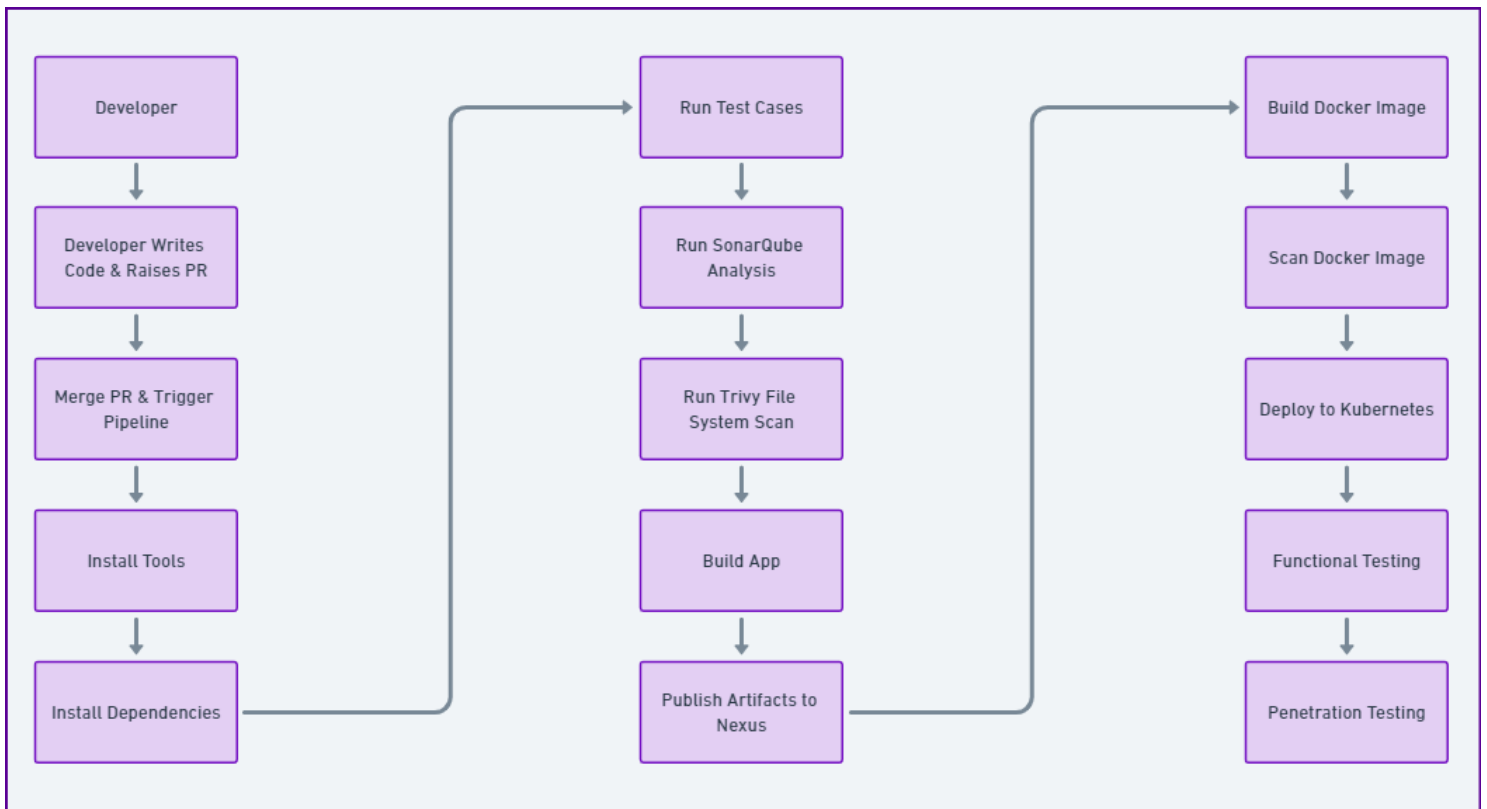 Developer
Developer Writes
Code & Raises PR
Merge PR & Trigger
Pipeline
Install Tools
Install Dependencies
Run Test Cases
Run SonarQube
Analysis
Run Trivy File
System Scan
Build App
Publish Artifacts to
Nexus
Build Docker Image
Scan Docker Image
Deploy to Kubernetes
Functional Testing
Penetration Testing